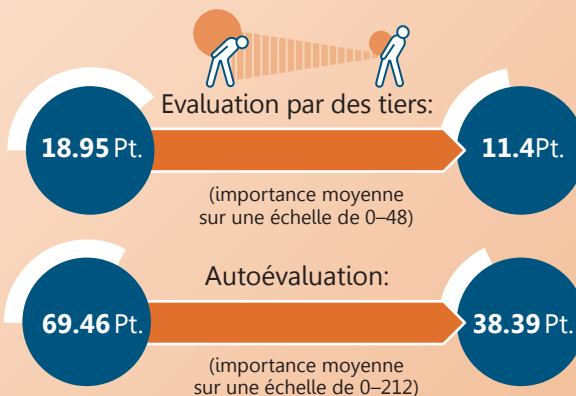 Evaluation par des tiers:
18.95 Pt.
11.4Pt.
(importance moyenne
sur une échelle de 0–48)
Autoévaluation:
69.46 Pt.
38.39 Pt.
(importance moyenne
sur une échelle de 0–212)